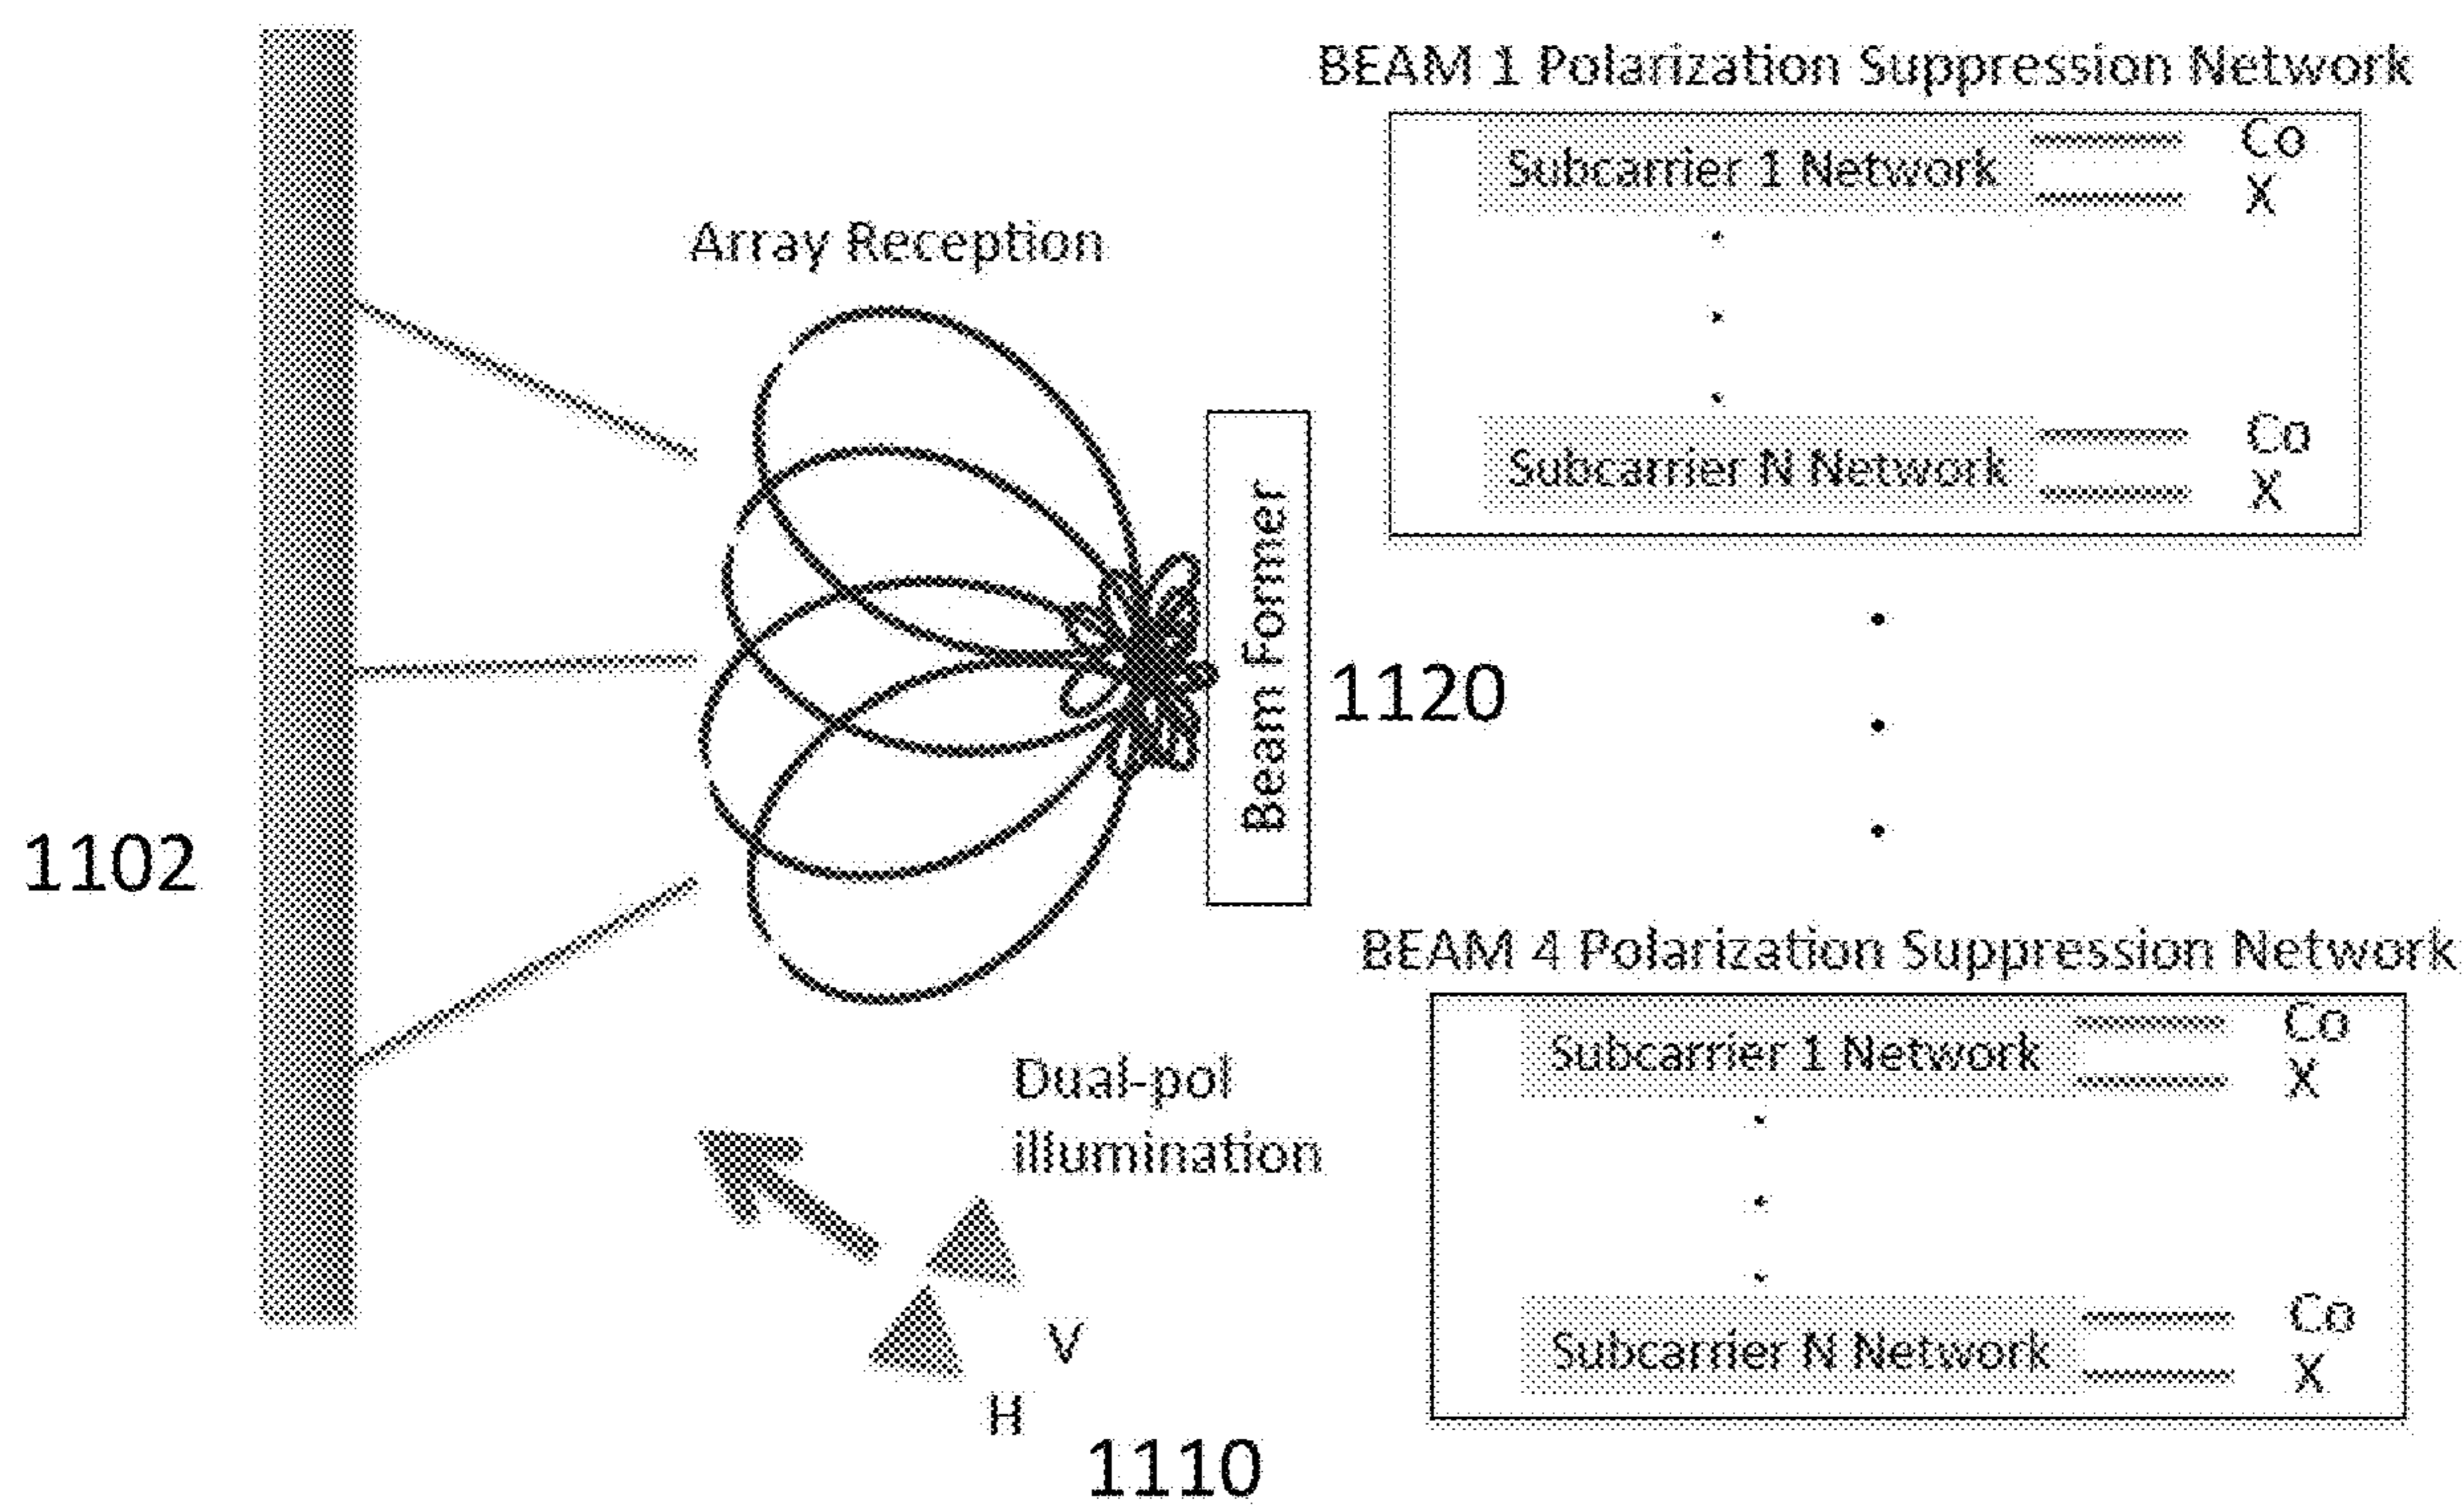 BEAM 1 Polarization Suppression Network
Subcarrier 1 Network
Co
X
Subcarrier N Network
Co
X
Array Reception
Beam Former
1120
1102
BEAM 4 Polarization Suppression Network
Subcarrier 1 Network
Co
X
Subcarrier N Network
Co
X
Dual-pol
illumination
V
H
1110